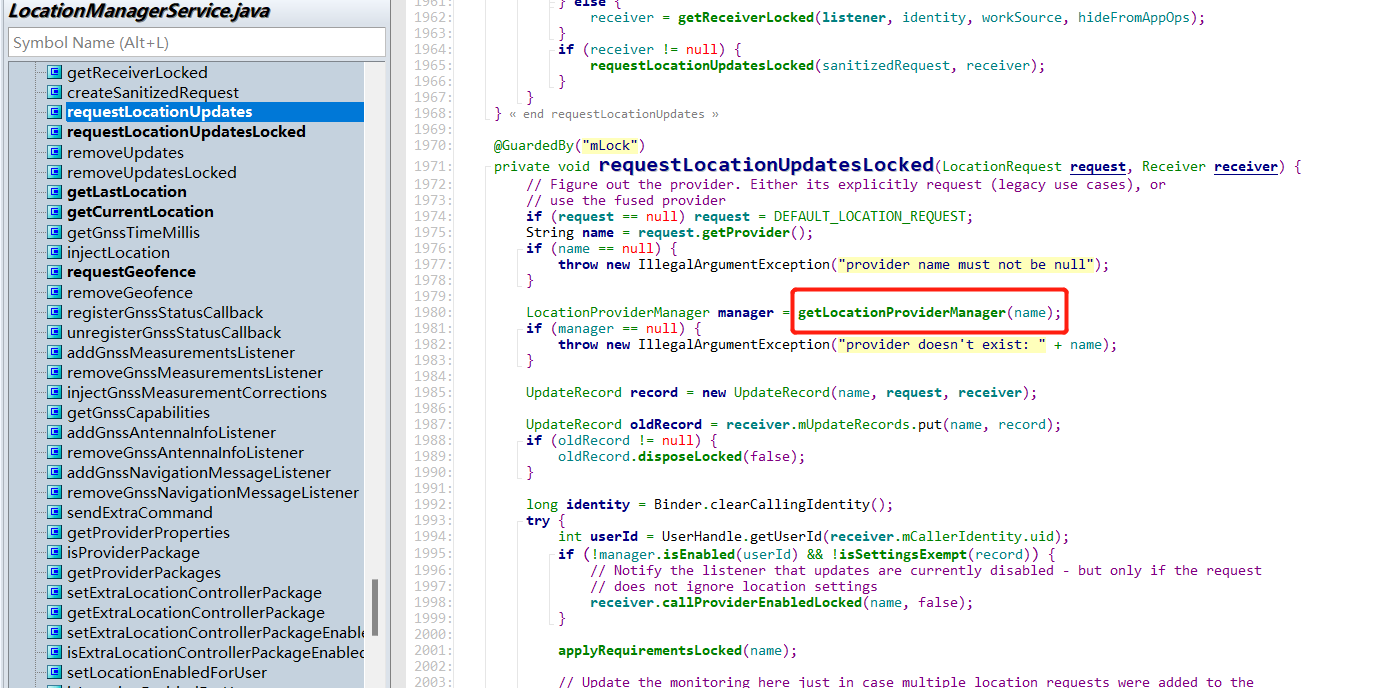 LocationManagerService.java
Symbol Name (Alt+L)
getReceiverLocked
createSanitizedRequest
requestLocationUpdates
requestLocationUpdatesLocked
removeUpdates
removeUpdatesLocked
getLastLocation
getCurrentLocation
getGnssTimeMillis
injectLocation
requestGeofence
removeGeofence
registerGnssStatusCallback
unregisterGnssStatusCallback
addGnssMeasurementsListener
removeGnssMeasurementsListener
injectGnssMeasurementCorrections
getGnssCapabilities
addGnssAntennaInfoListener
removeGnssAntennaInfoListener
addGnssNavigationMessageListener
removeGnssNavigationMessageListener
sendExtraCommand
getProviderProperties
isProviderPackage
getProviderPackages
setExtraLocationControllerPackage
getExtraLocationControllerPackage
setExtraLocationControllerPackageEnable
isExtraLocationControllerPackageEnabled
setLocationEnabledForUser
1961: } else {
1962: receiver = getReceiverLocked(listener, identity, workSource, hideFromAppOps);
1963: }
1964: if (receiver != null) {
1965: requestLocationUpdatesLocked(sanitizedRequest, receiver);
1966: }
1967: }
1968: } « end requestLocationUpdates »
1969:
1970: @GuardedBy("mLock")
1971: private void requestLocationUpdatesLocked(LocationRequest request, Receiver receiver) {
1972: // Figure out the provider. Either its explicitly request (legacy use cases), or
1973: // use the fused provider
1974: if (request == null) request = DEFAULT_LOCATION_REQUEST;
1975: String name = request.getProvider();
1976: if (name == null) {
1977: throw new IllegalArgumentException("provider name must not be null");
1978: }
1979:
1980: LocationProviderManager manager = getLocationProviderManager(name);
1981: if (manager == null) {
1982: throw new IllegalArgumentException("provider doesn't exist: " + name);
1983: }
1984:
1985: UpdateRecord record = new UpdateRecord(name, request, receiver);
1986:
1987: UpdateRecord oldRecord = receiver.mUpdateRecords.put(name, record);
1988: if (oldRecord != null) {
1989: oldRecord.disposeLocked(false);
1990: }
1991:
1992: long identity = Binder.clearCallingIdentity();
1993: try {
1994: int userId = UserHandle.getUserId(receiver.mCallerIdentity.uid);
1995: if (!manager.isEnabled(userId) && !isSettingsExempt(record)) {
1996: // Notify the listener that updates are currently disabled - but only if the request
1997: // does not ignore location settings
1998: receiver.callProviderEnabledLocked(name, false);
1999: }
2000:
2001: applyRequirementsLocked(name);
2002:
2003: // Update the monitoring here just in case multiple location requests were added to the